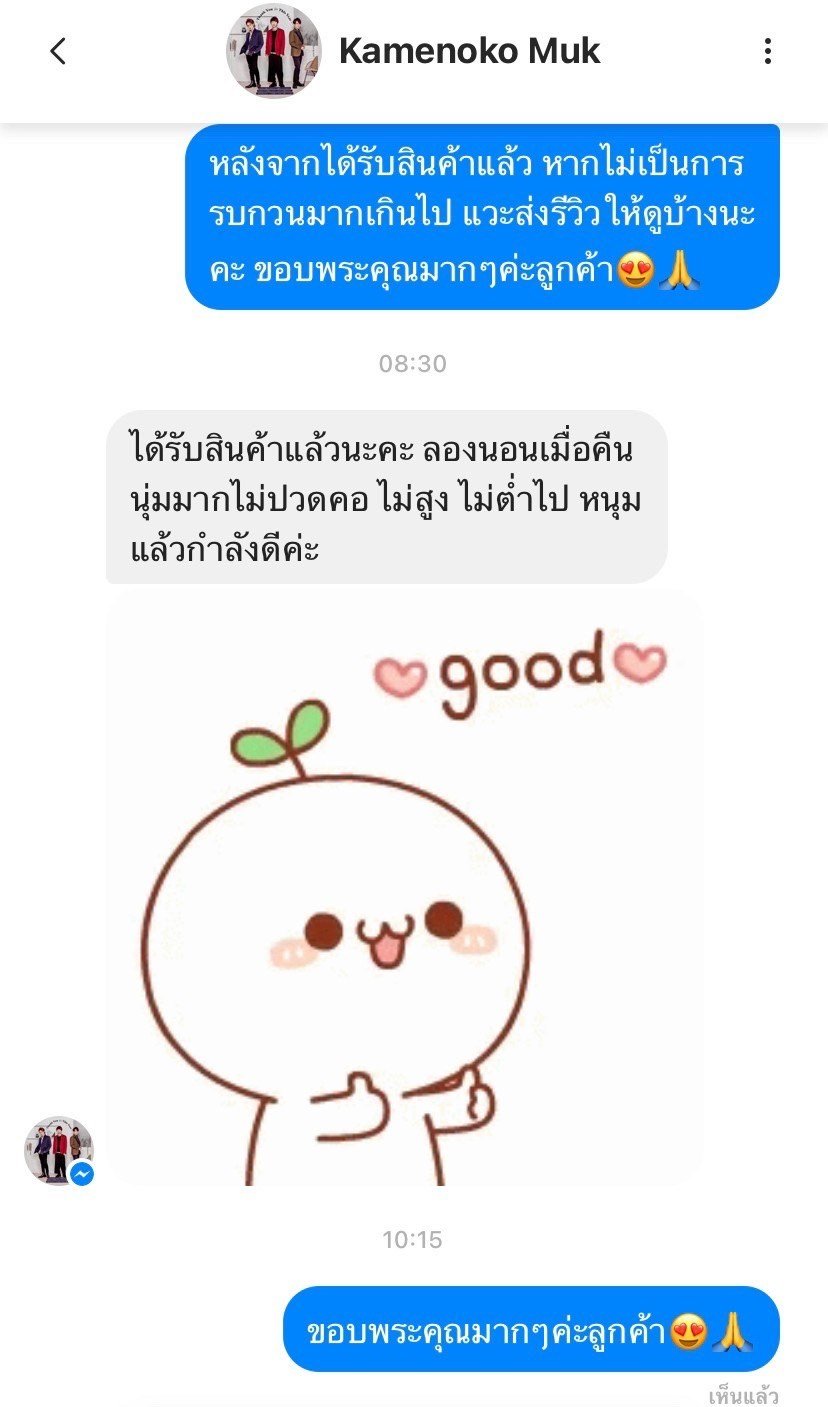 Kamenoko Muk
หลังจากได้รับสินค้าแล้ว หากไม่เป็นการ
รบกวนมากเกินไป แวะส่งรีวิวให้ดูบ้างนะ
คะ ขอบพระคุณมากๆค่ะลูกค้า😍🙏
08:30
ได้รับสินค้าแล้วนะคะ ลองนอนเมื่อคืน
นุ่มมากไม่ปวดคอ ไม่สูง ไม่ต่ำไป หนุม
แล้วกำลังดีค่ะ
good
10:15
ขอบพระคุณมากๆค่ะลูกค้า😍🙏
เห็นแล้ว